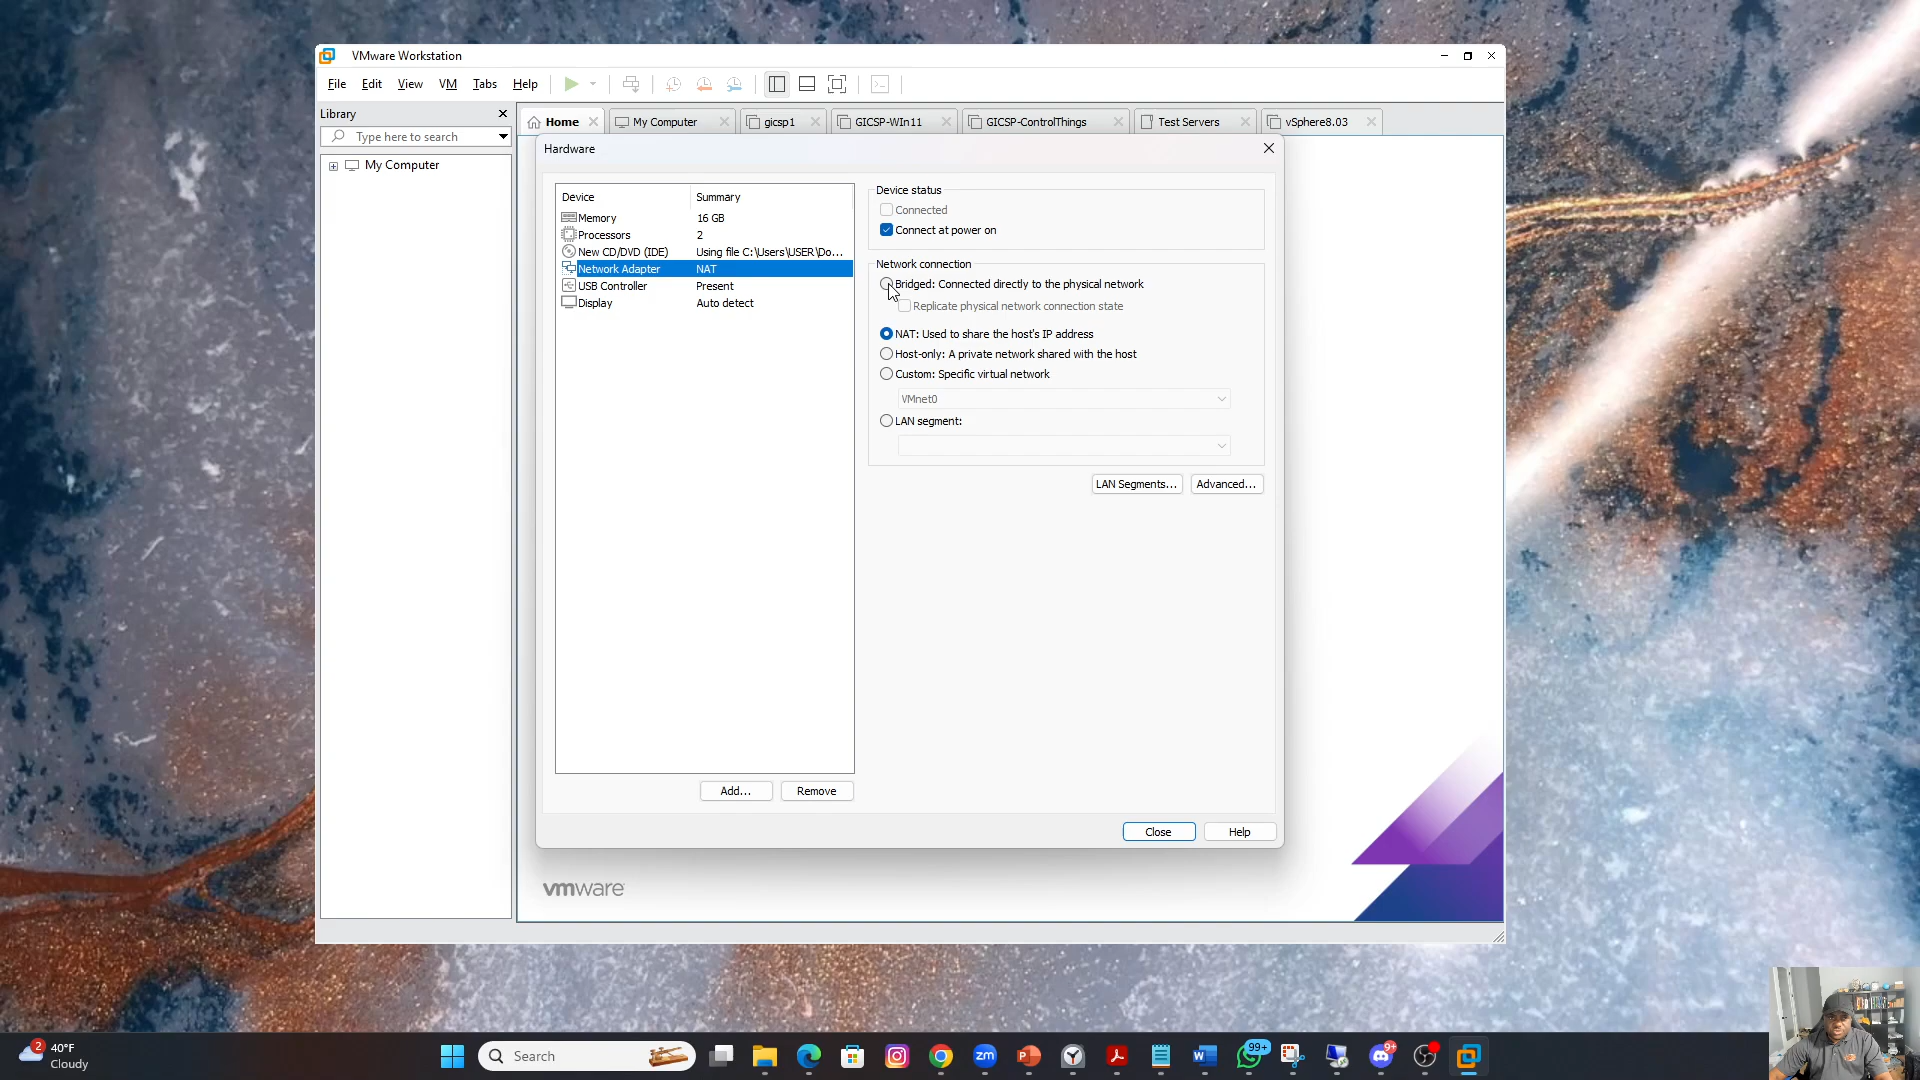 VMware Workstation
File Edit View VM Tabs Help
Library
Type here to search
My Computer
Home
My Computer
gicsp1
GICSP-WIn11
GICSP-ControlThings
Test Servers
vSphere8.03
Hardware
Device Summary
Memory 16 GB
Processors 2
New CD/DVD (IDE) Using file C:\Users\USER\Do...
Network Adapter NAT
USB Controller Present
Display Auto detect
Add...
Remove
Device status
Connected
Connect at power on
Network connection
Bridged: Connected directly to the physical network
Replicate physical network connection state
NAT: Used to share the host's IP address
Host-only: A private network shared with the host
Custom: Specific virtual network
VMnet0
LAN segment:
LAN Segments...
Advanced...
Close
Help
vmware
2
40°F
Cloudy
Search
zm
99+
9+